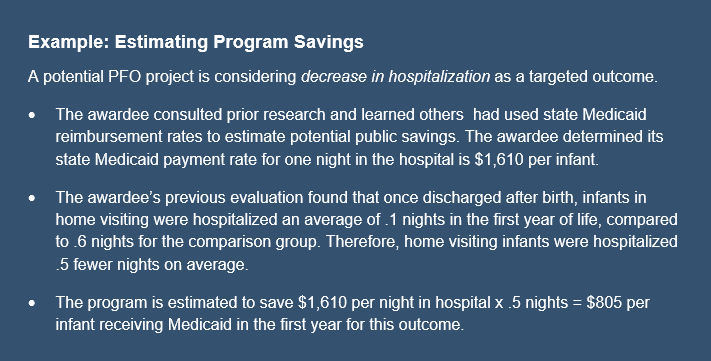 Example: Estimating Program Savings
A potential PFO project is considering decrease in hospitalization as a targeted outcome.
• The awardee consulted prior research and learned others  had used state Medicaid
reimbursement rates to estimate potential public savings. The awardee determined its
state Medicaid payment rate for one night in the hospital is $1,610 per infant.
• The awardee's previous evaluation found that once discharged after birth, infants in
home visiting were hospitalized an average of .1 nights in the first year of life, compared
to .6 nights for the comparison group. Therefore, home visiting infants were hospitalized
.5 fewer nights on average.
• The program is estimated to save $1,610 per night in hospital x .5 nights = $805 per
infant receiving Medicaid in the first year for this outcome.